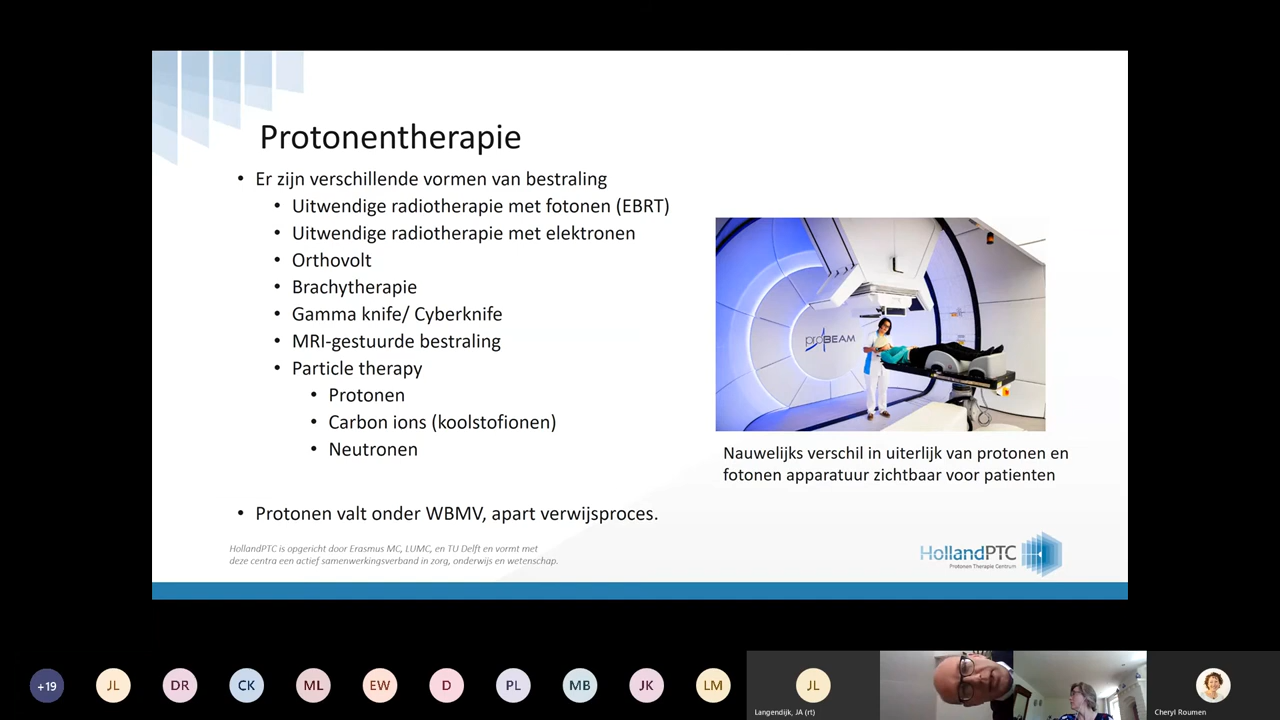 Protonentherapie
• Er zijn verschillende vormen van bestraling
• Uitwendige radiotherapie met fotonen (EBRT)
• Uitwendige radiotherapie met elektronen
• Orthovolt
• Brachytherapie
• Gamma knife/ Cyberknife
• MRI-gestuurde bestraling
• Particle therapy
• Protonen
• Carbon ions (koolstofionen)
• Neutronen
proBEAM
Nauwelijks verschil in uiterlijk van protonen en
fotonen apparatuur zichtbaar voor patienten
• Protonen valt onder WBMV, apart verwijsproces.
HollandPTC is opgericht door Erasmus MC, LUMC, en TU Delft en vormt met
deze centra een actief samenwerkingsverband in zorg, onderwijs en wetenschap.
HollandPTC
Protonen Therapie Centrum
+19
JL
DR
CK
ML
EW
D
PL
MB
JK
LM
JL
Langendijk, JA (rt)
Cheryl Roumen